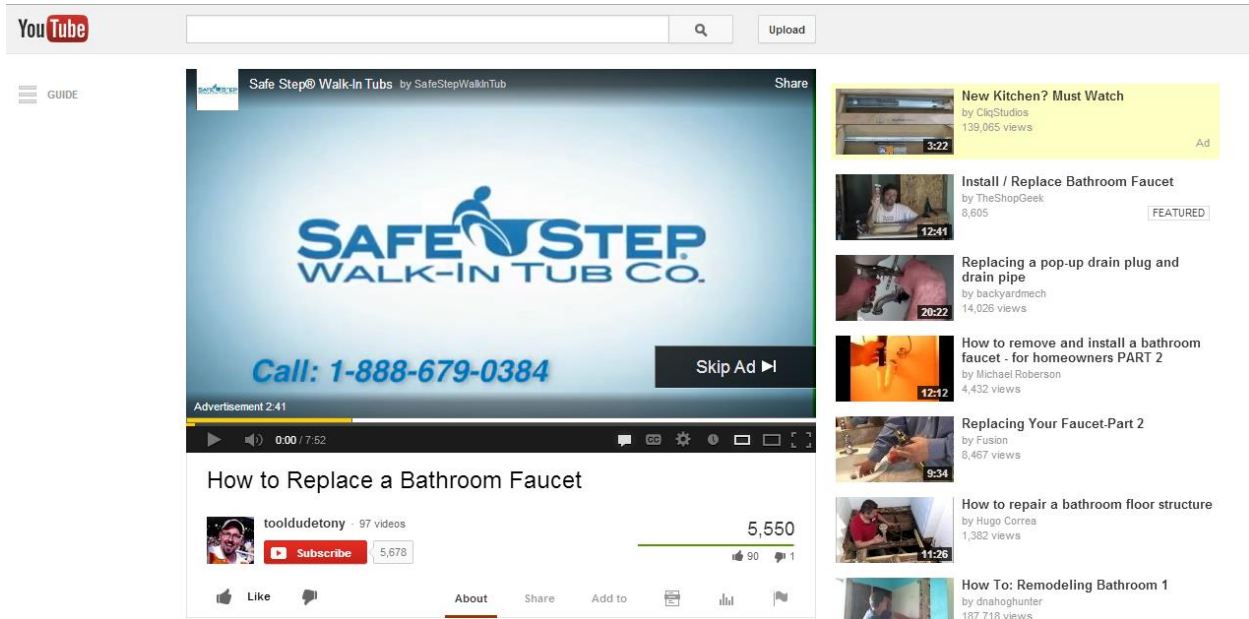 YouTube
Upload
GUIDE
Safe Step® Walk-In Tubs by SafeStepWalkInTub
Share
SAFE STEP
SAFE STEP
WALK-IN TUB CO.
Call: 1-888-679-0384
Skip Ad
Advertisement 2:41
0:00 / 7:52
CC
How to Replace a Bathroom Faucet
tooldudetony · 97 videos
Subscribe 5,678
5,550
90 1
Like
About Share Add to
New Kitchen? Must Watch
by CliqStudios
139,065 views
Ad
3:22
Install / Replace Bathroom Faucet
by TheShopGeek
8,605
FEATURED
12:41
Replacing a pop-up drain plug and
drain pipe
by backyardmech
14,026 views
20:22
How to remove and install a bathroom
faucet - for homeowners PART 2
by Michael Roberson
4,432 views
12:12
Replacing Your Faucet-Part 2
by Fusion
8,467 views
9:34
How to repair a bathroom floor structure
by Hugo Correa
1,382 views
11:26
How To: Remodeling Bathroom 1
by dnahoghunter
187,718 views